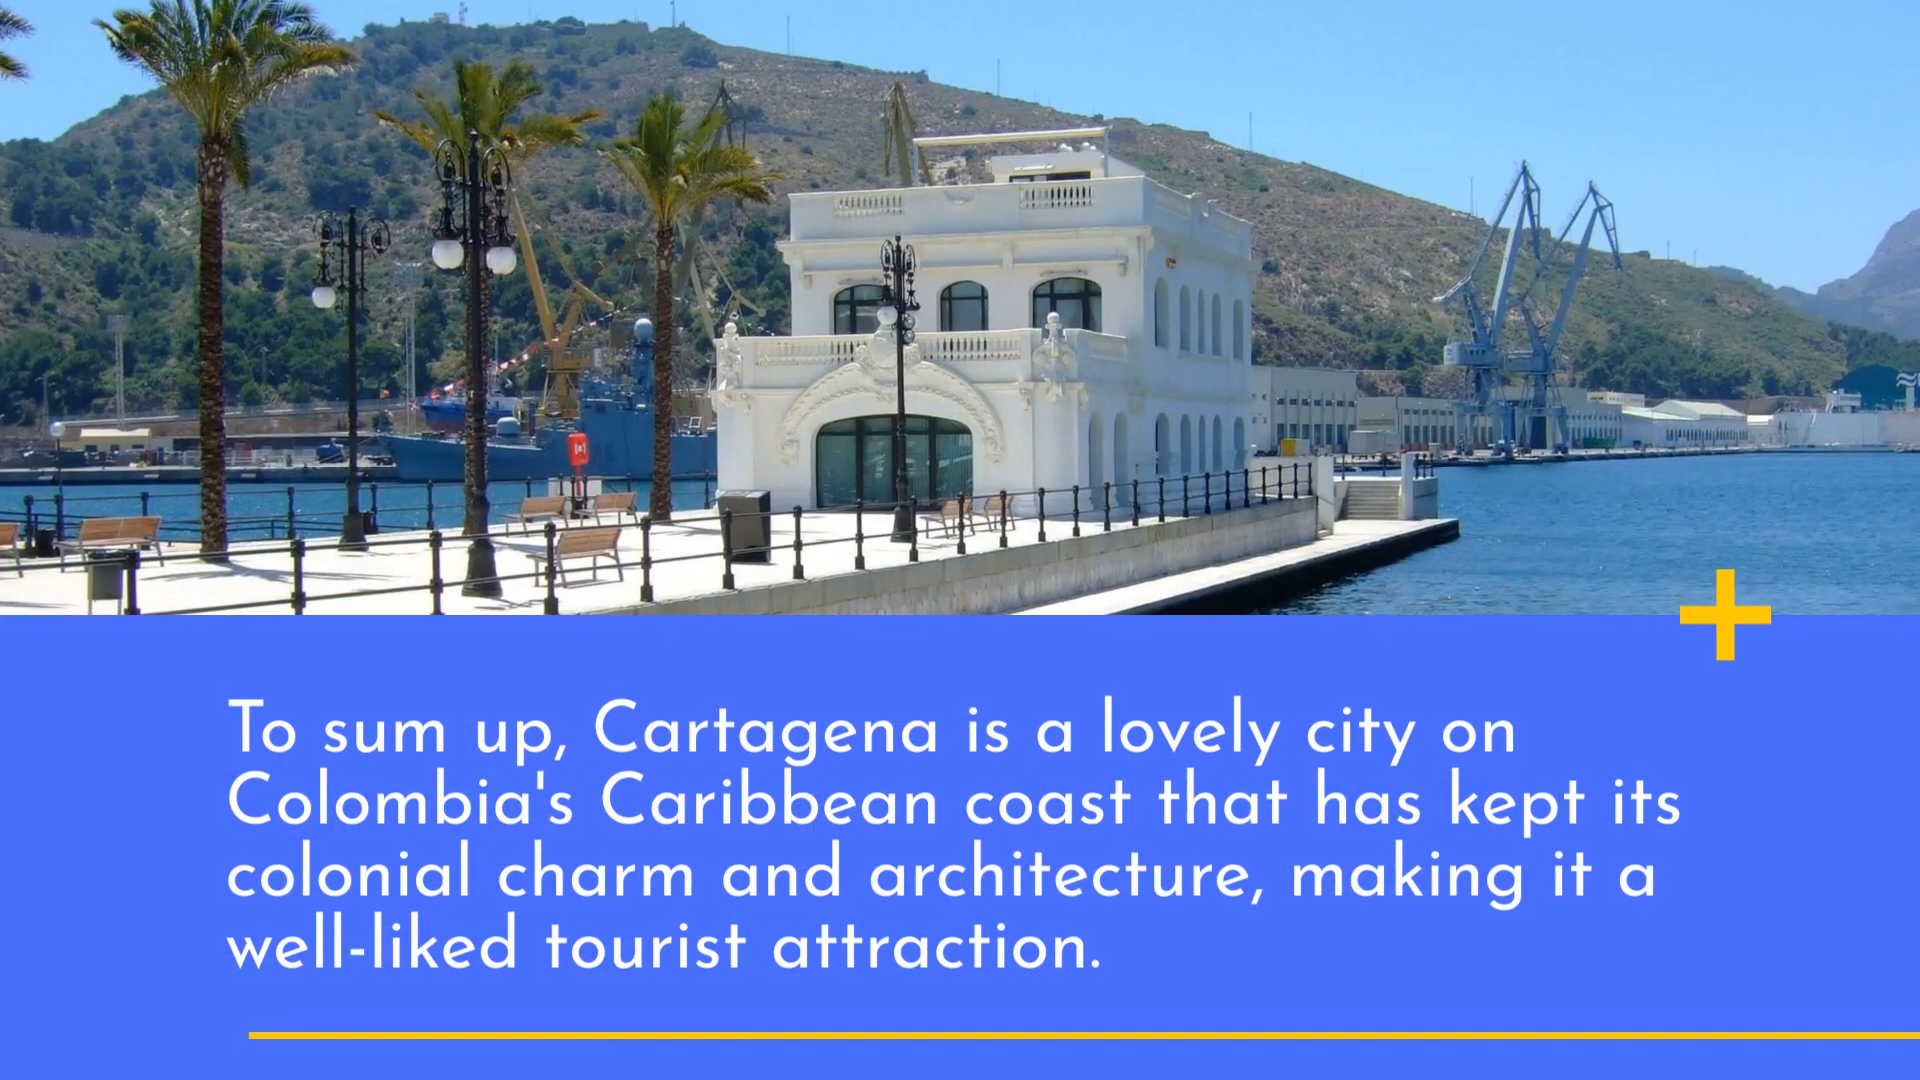 To sum up, Cartagena is a lovely city on
Colombia's Caribbean coast that has kept its
colonial charm and architecture, making it a
well-liked tourist attraction.